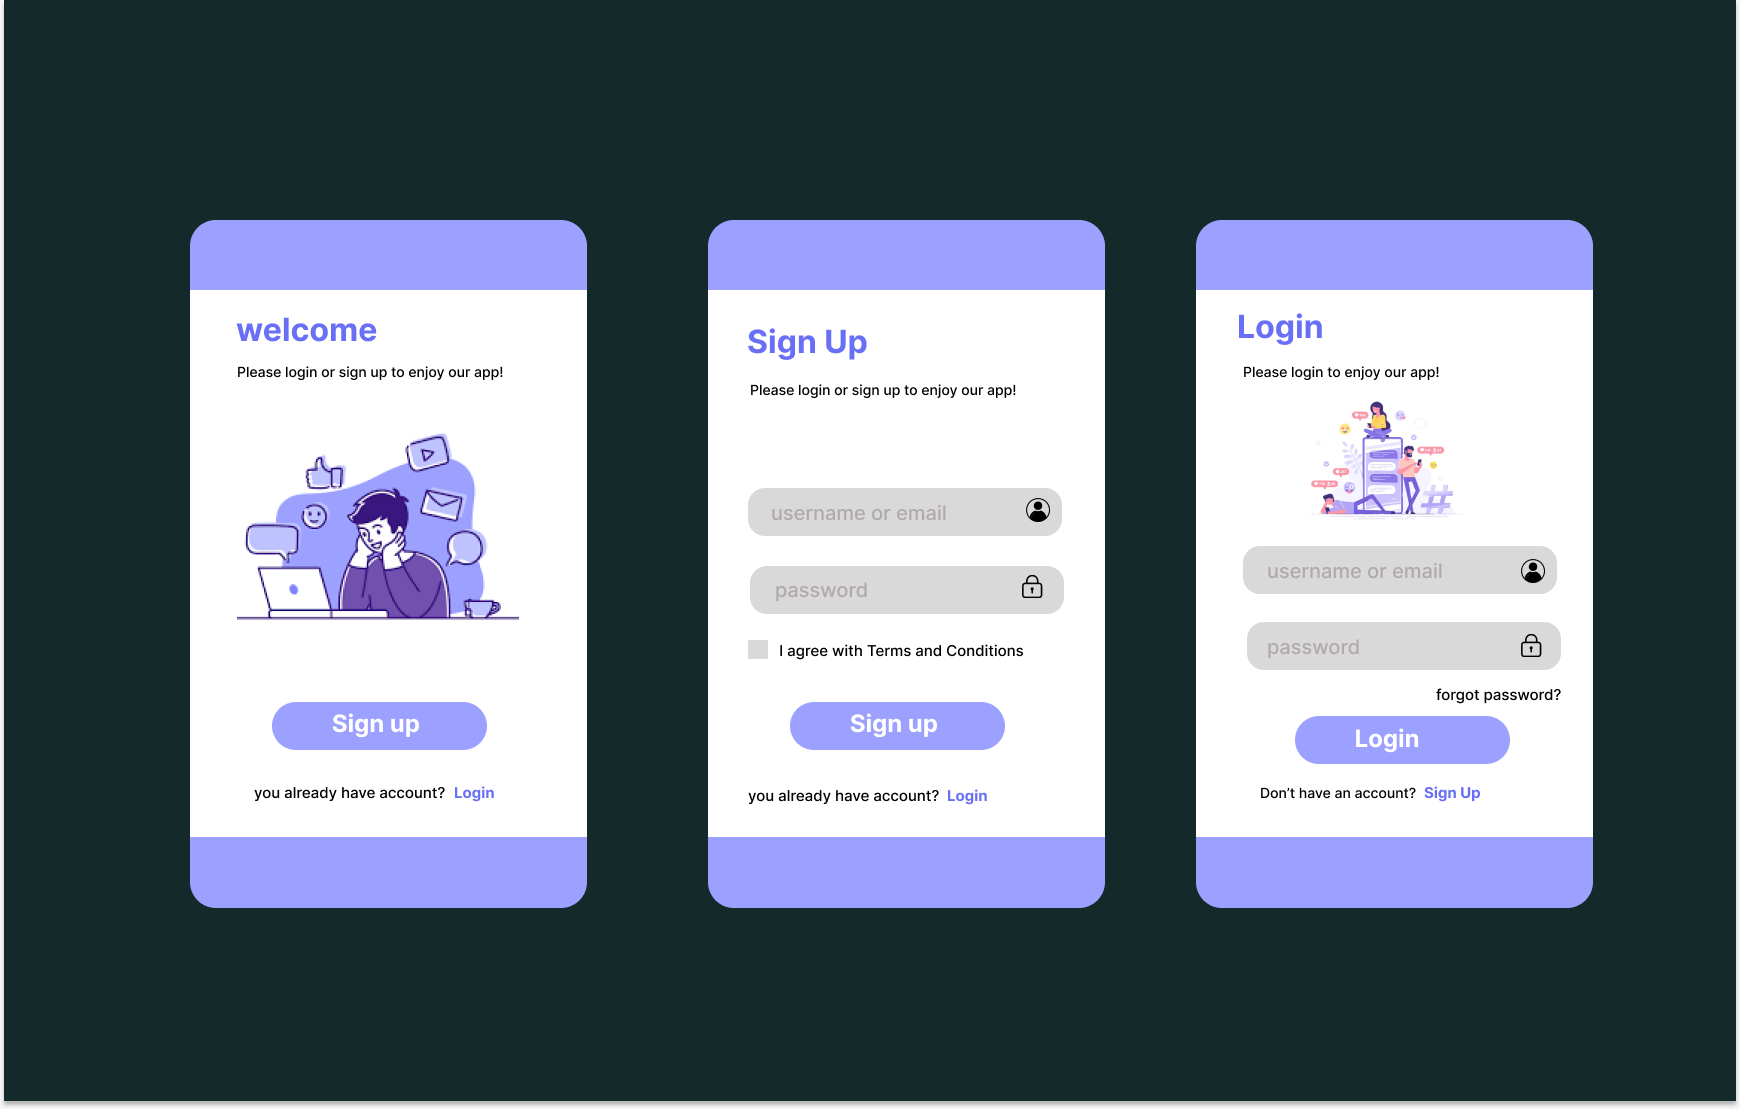 welcome
Please login or sign up to enjoy our app!
Sign up
you already have account? Login
Sign Up
Please login or sign up to enjoy our app!
username or email
password
I agree with Terms and Conditions
Sign up
you already have account? Login
Login
Please login to enjoy our app!
username or email
password
forgot password?
Login
Don't have an account? Sign Up